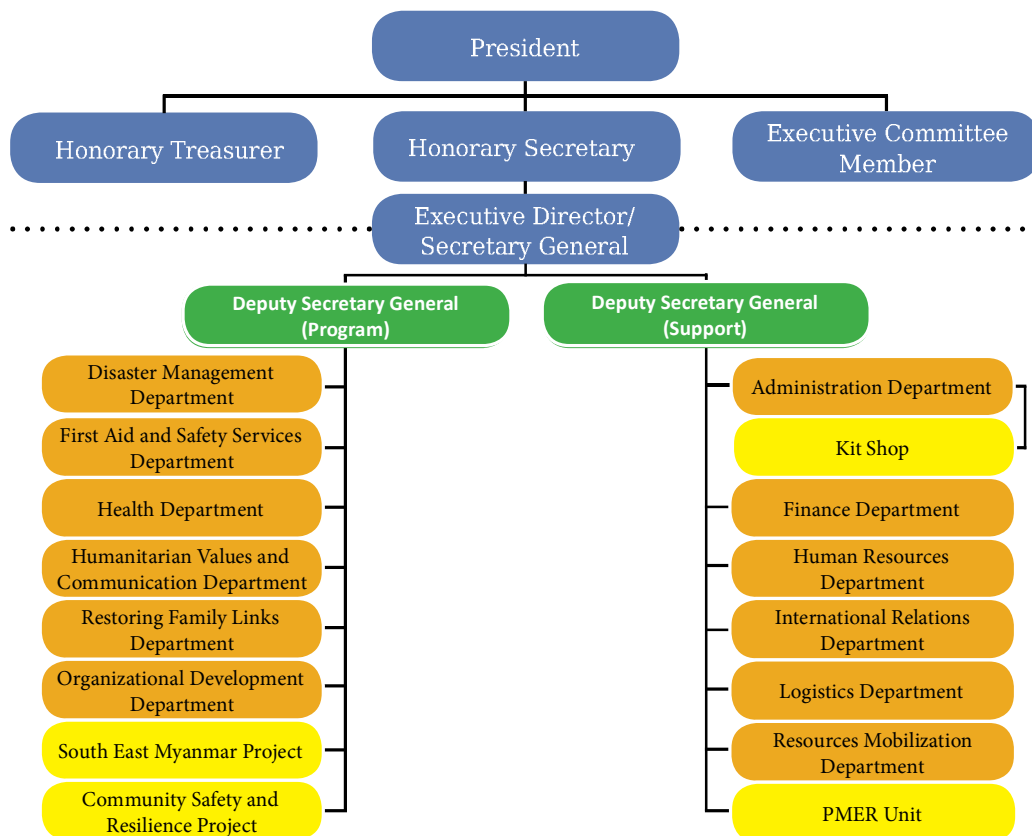 President
Honorary Treasurer
Honorary Secretary
Executive Committee
Member
Executive Director/
Secretary General
Deputy Secretary General
(Program)
Deputy Secretary General
(Support)
Disaster Management
Department
First Aid and Safety Services
Department
Health Department
Humanitarian Values and
Communication Department
Restoring Family Links
Department
Organizational Development
Department
South East Myanmar Project
Community Safety and
Resilience Project
Administration Department
Kit Shop
Finance Department
Human Resources
Department
International Relations
Department
Logistics Department
Resources Mobilization
Department
PMER Unit